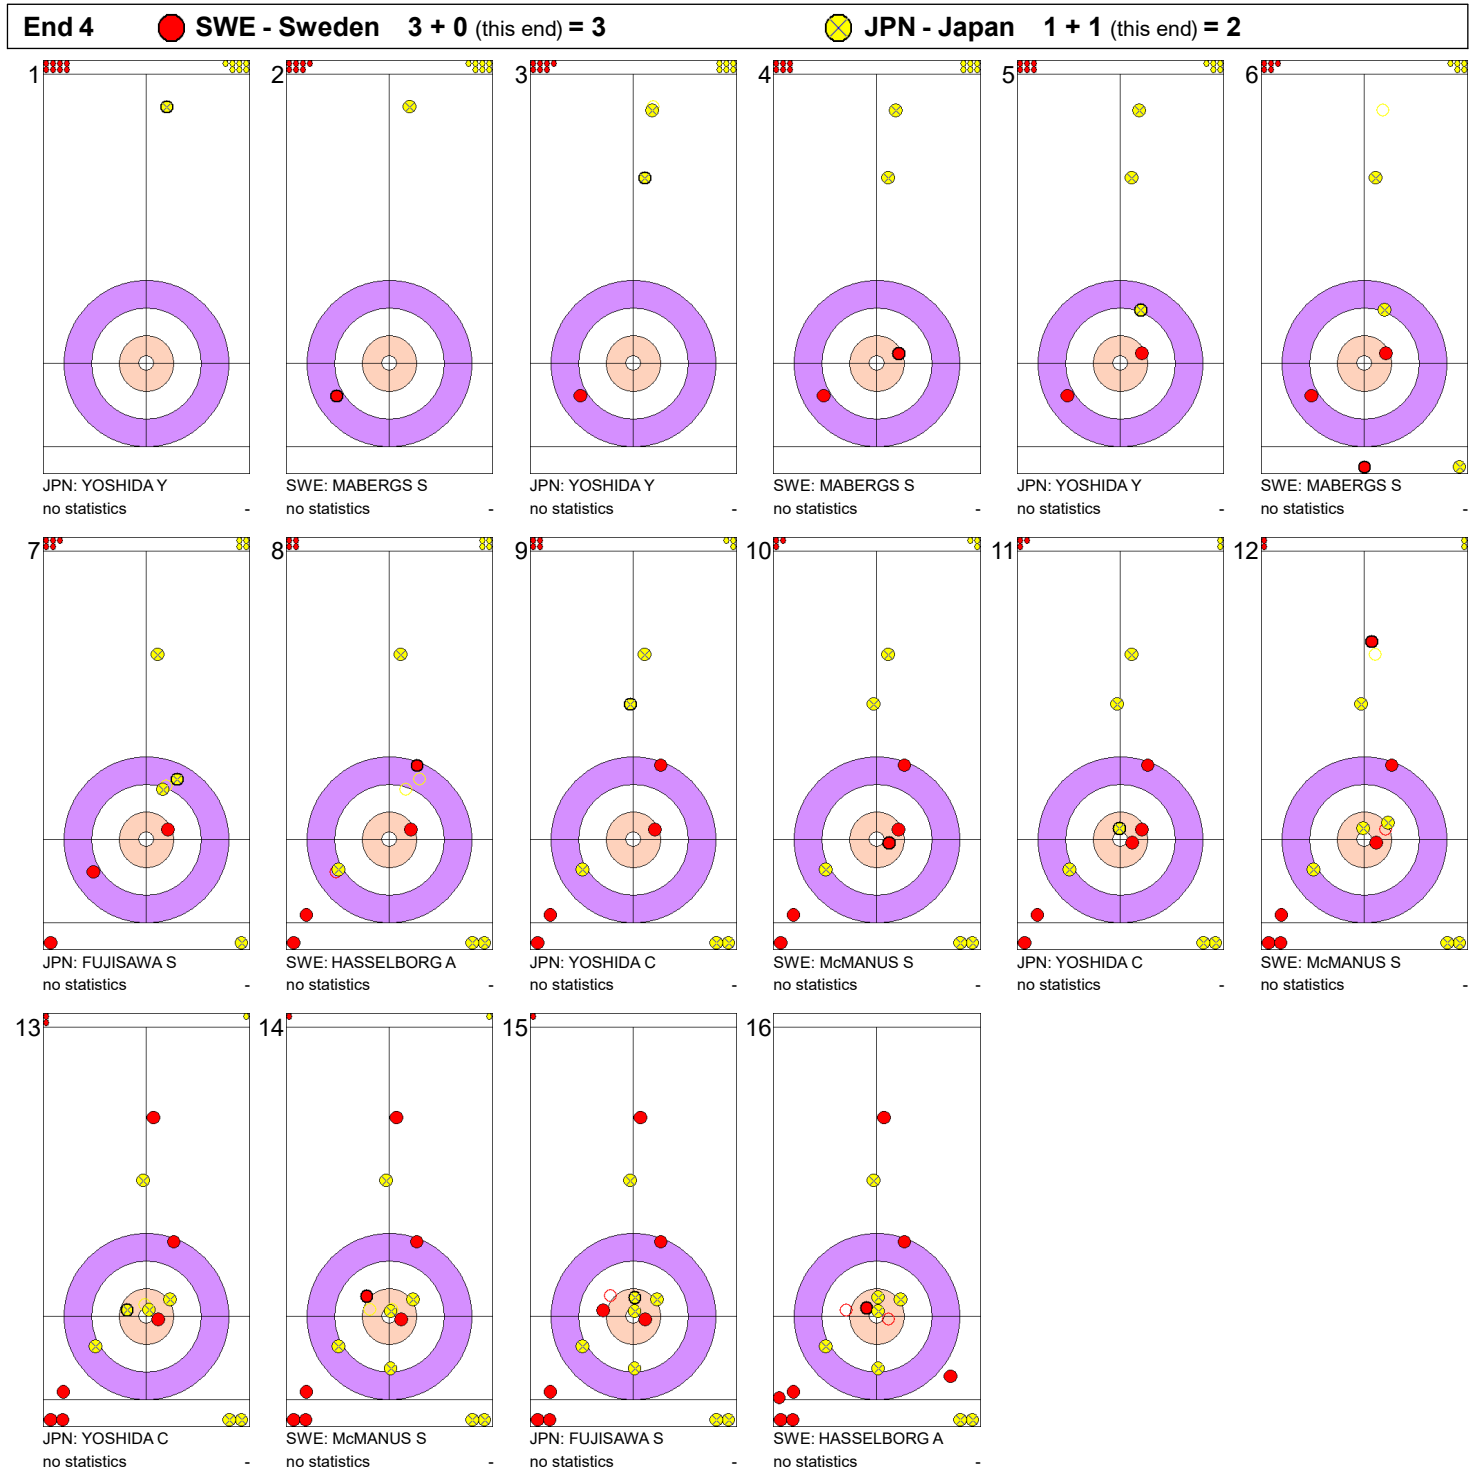 End 4 SWE - Sweden 3 + 0 (this end) = 3 JPN - Japan 1 + 1 (this end) = 2
1 2 3 4 5 6
JPN: YOSHIDA Y SWE: MABERGS S JPN: YOSHIDA Y SWE: MABERGS S JPN: YOSHIDA Y SWE: MABERGS S
no statistics - no statistics - no statistics - no statistics - no statistics - no statistics -
7 8 9 10 11 12
JPN: FUJISAWA S SWE: HASSELBORG A JPN: YOSHIDA C SWE: McMANUS S JPN: YOSHIDA C SWE: McMANUS S
no statistics - no statistics - no statistics - no statistics - no statistics - no statistics -
13 14 15 16
JPN: YOSHIDA C SWE: McMANUS S JPN: FUJISAWA S SWE: HASSELBORG A
no statistics - no statistics - no statistics - no statistics -